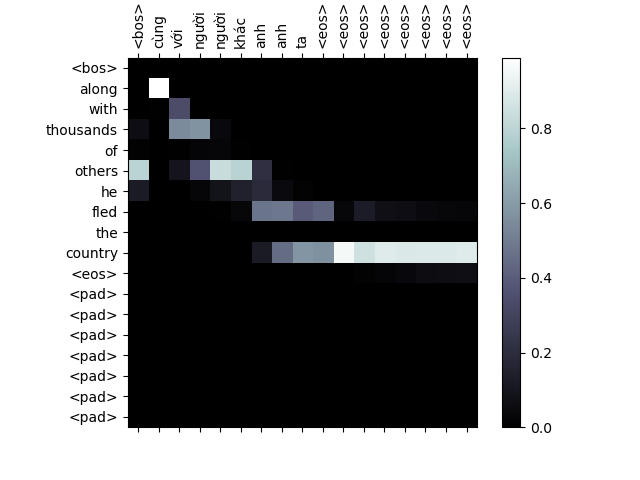 <bos> cùng với người người khác anh anh ta <eos> <eos> <eos> <eos> <eos> <eos> <eos> <eos>
<bos>
along
with
thousands
of
others
he
fled
the
country
<eos>
<pad>
<pad>
<pad>
<pad>
<pad>
<pad>
<pad>
0.8
0.6
0.4
0.2
0.0